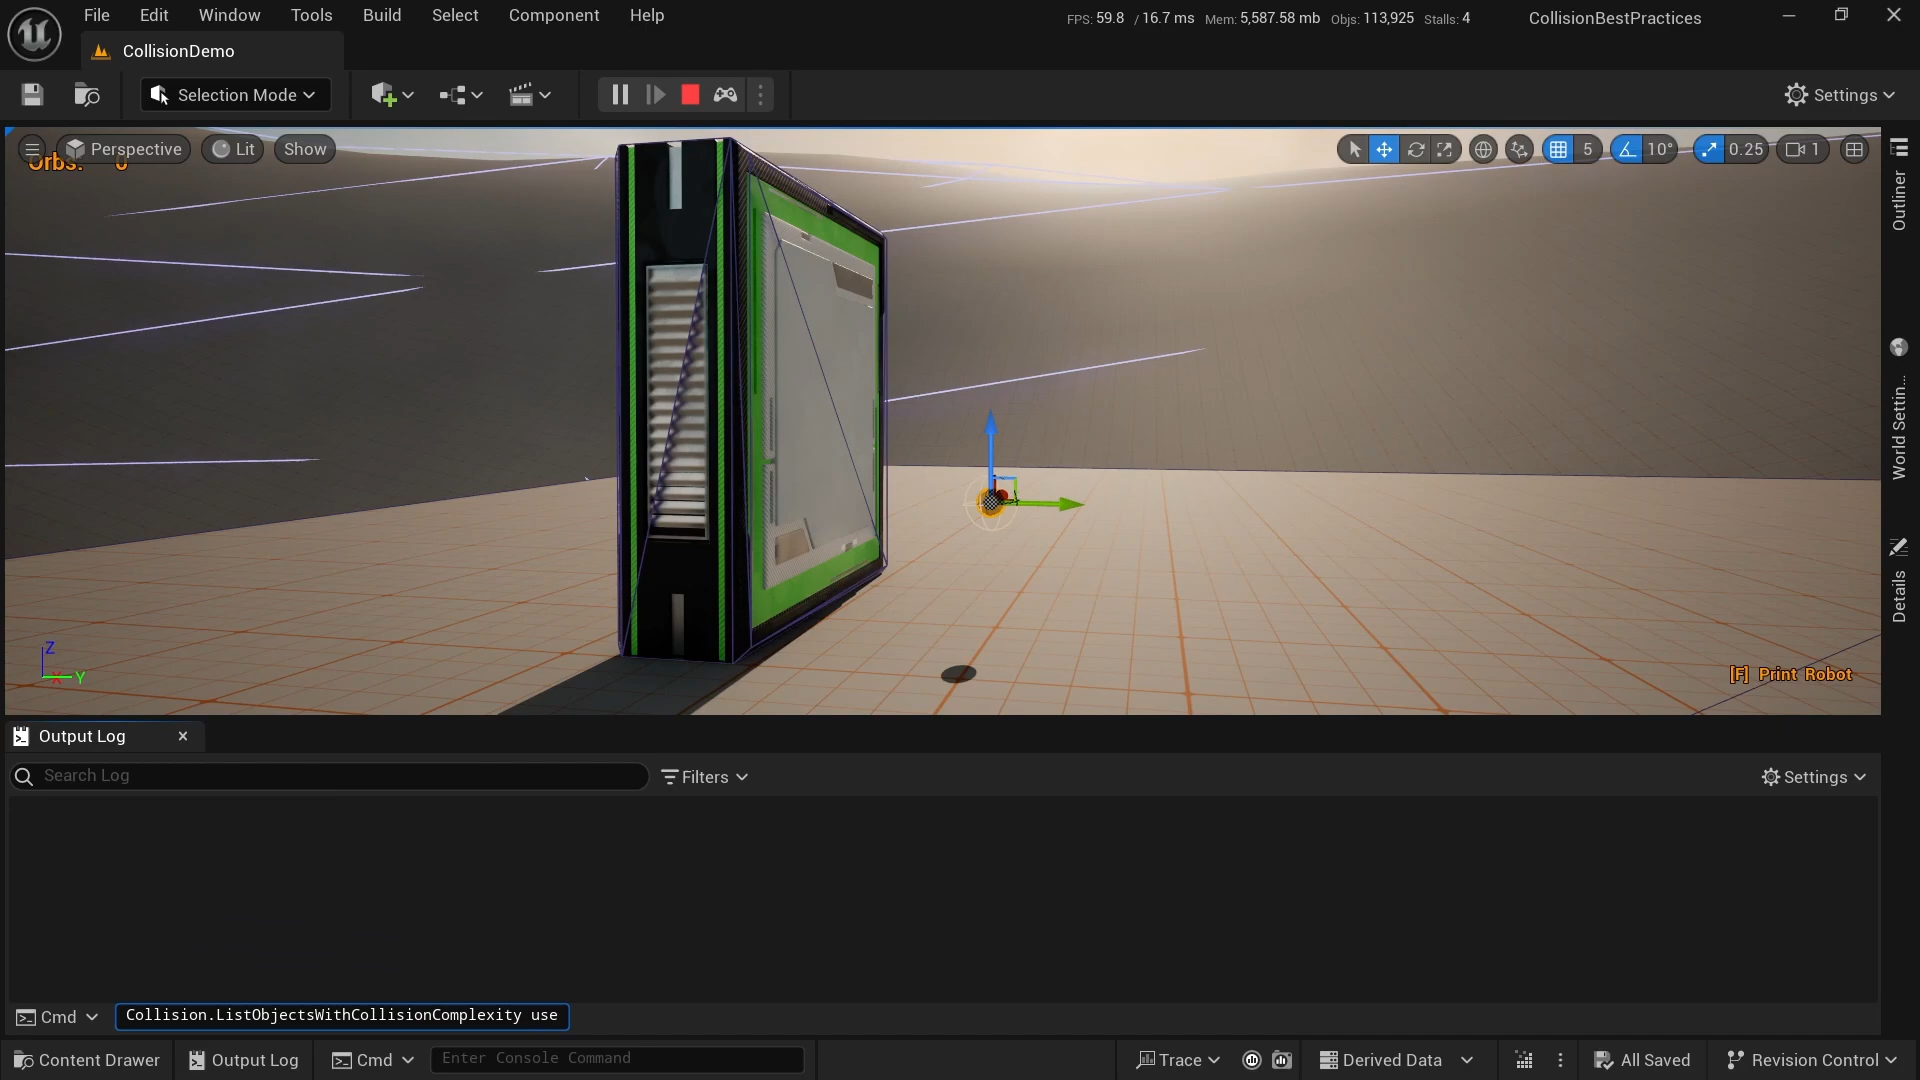 File Edit Window Tools Build Select Component Help
FPS: 59.8 / 16.7 ms Mem: 5,587.58 mb Objs: 113,925 Stalls: 4
CollisionBestPractices
CollisionDemo
Selection Mode
Settings
Perspective Lit Show
5 10° 0.25 1
Orbs: 0
Outliner
World Settin...
Details
Z
X Y
[F] Print Robot
Output Log
Search Log
Filters
Settings
Cmd
Collision.ListObjectsWithCollisionComplexity use
Content Drawer
Output Log
Cmd
Enter Console Command
Trace
Derived Data
All Saved
Revision Control